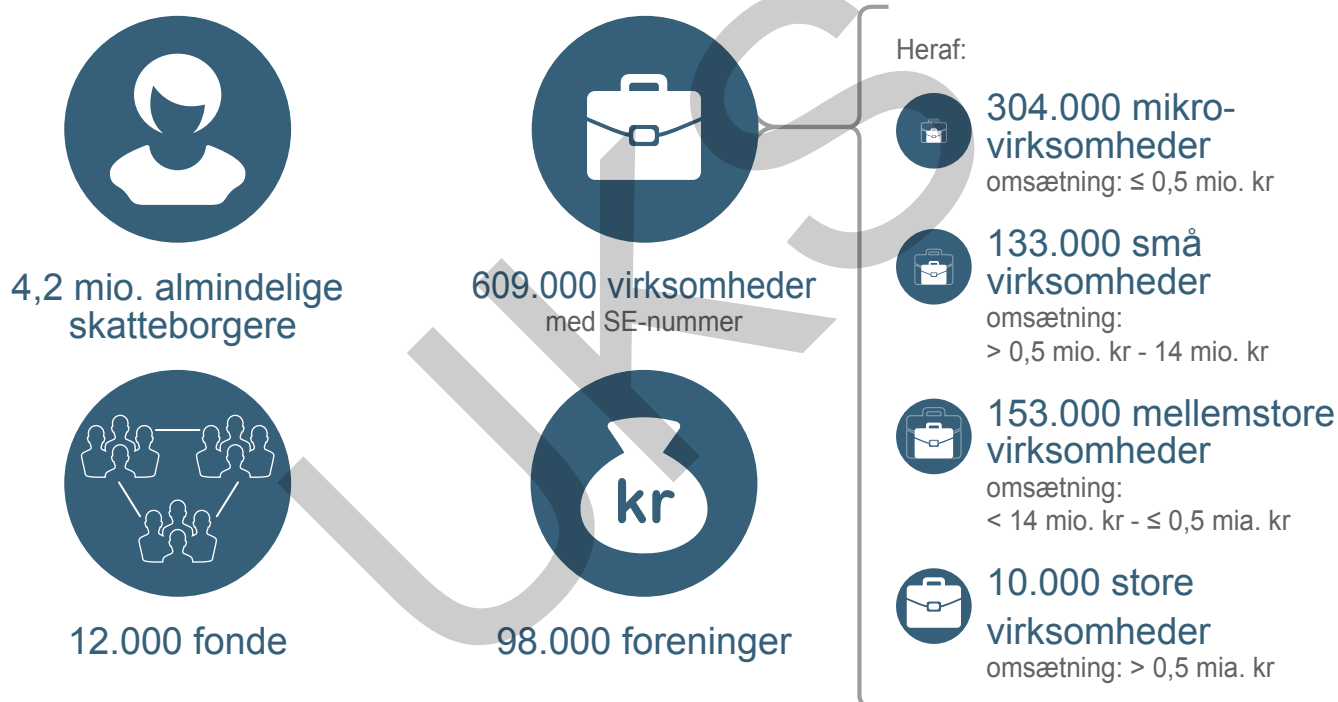 4,2 mio. almindelige
skatteborgere
609.000 virksomheder
med SE-nummer
12.000 fonde
kr
98.000 foreninger
Heraf:
304.000 mikro-
virksomheder
omsætning: ≤ 0,5 mio. kr
133.000 små
virksomheder
omsætning:
> 0,5 mio. kr - 14 mio. kr
153.000 mellemstore
virksomheder
omsætning:
< 14 mio. kr - ≤ 0,5 mia. kr
10.000 store
virksomheder
omsætning: > 0,5 mia. kr
UKS